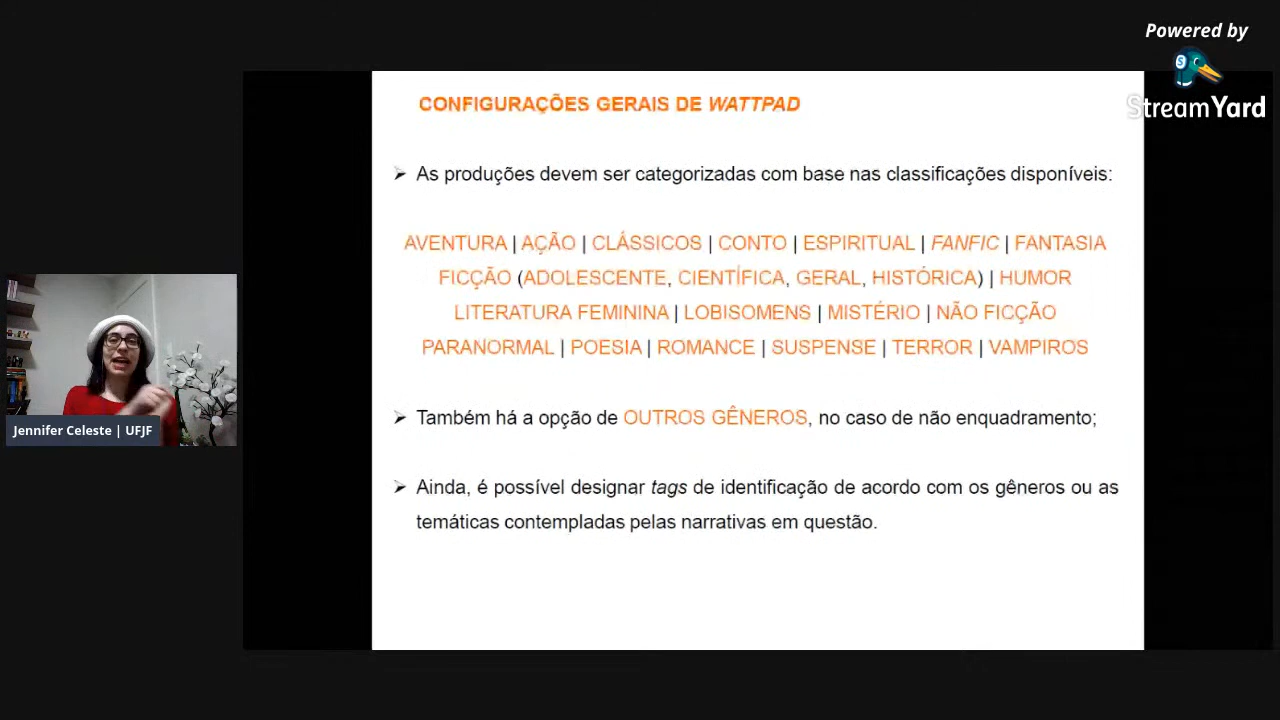 Powered by
StreamYard
CONFIGURAÇÕES GERAIS DE WATTPAD
➢ As produções devem ser categorizadas com base nas classificações disponíveis:
AVENTURA | AÇÃO | CLÁSSICOS | CONTO | ESPIRITUAL | FANFIC | FANTASIA
FICÇÃO (ADOLESCENTE, CIENTÍFICA, GERAL, HISTÓRICA) | HUMOR
LITERATURA FEMININA | LOBISOMENS | MISTÉRIO | NÃO FICÇÃO
PARANORMAL | POESIA | ROMANCE | SUSPENSE | TERROR | VAMPIROS
➢ Também há a opção de OUTROS GÊNEROS, no caso de não enquadramento;
➢ Ainda, é possível designar tags de identificação de acordo com os gêneros ou as
temáticas contempladas pelas narrativas em questão.
Jennifer Celeste | UFJF